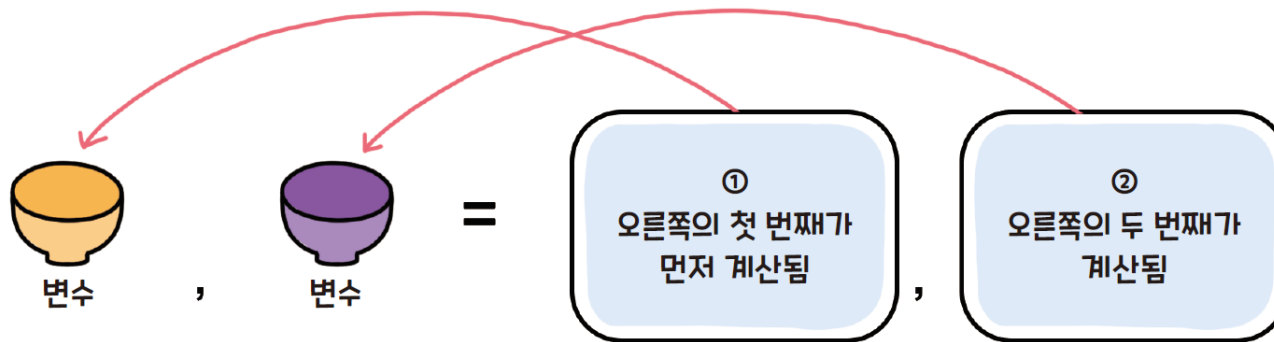 변수 , 변수 = ① 오른쪽의 첫 번째가 먼저 계산됨 , ② 오른쪽의 두 번째가 계산됨